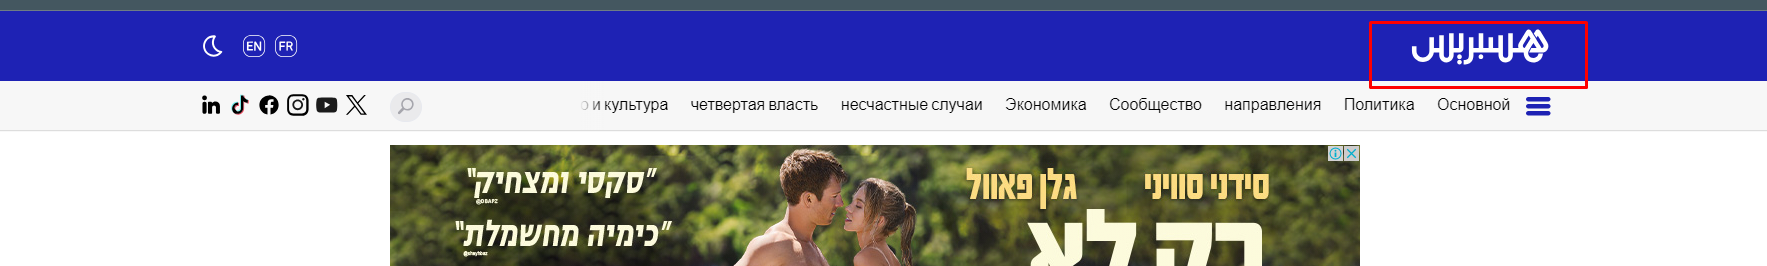 EN FR هسبريس
о и культура четвертая власть несчастные случаи Экономика Сообщество направления Политика Основной
"סקסי ומצחיק"
@DBAPZ
"כימיה מחשמלת"
סידני סוויני גלן פאוול
רק לא